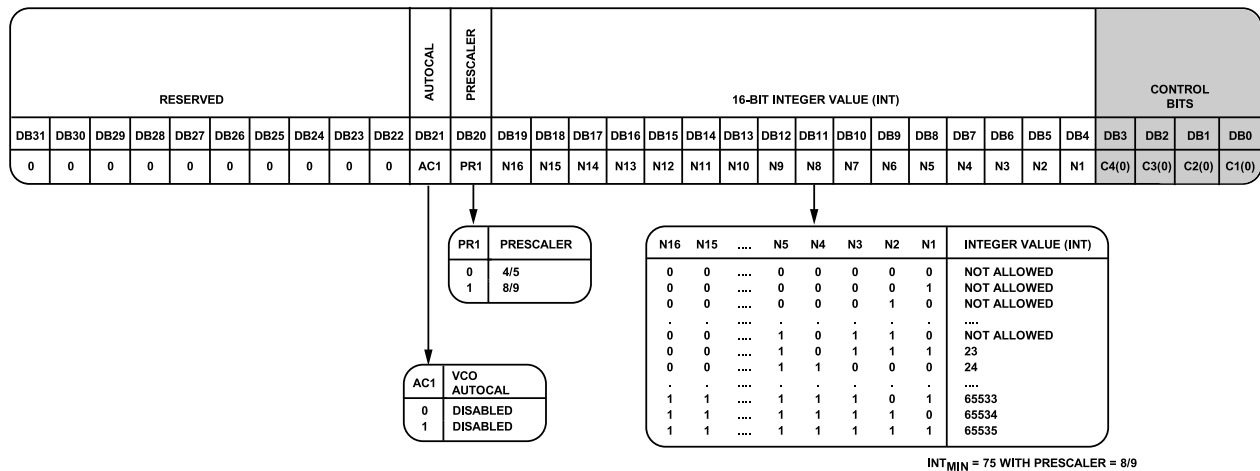 RESERVED
AUTOCAL
PRESCALER
16-BIT INTEGER VALUE (INT)
CONTROL
BITS
DB31 DB30 DB29 DB28 DB27 DB26 DB25 DB24 DB23 DB22 DB21 DB20 DB19 DB18 DB17 DB16 DB15 DB14 DB13 DB12 DB11 DB10 DB9 DB8 DB7 DB6 DB5 DB4 DB3 DB2 DB1 DB0
0 0 0 0 0 0 0 0 0 0 AC1 PR1 N16 N15 N14 N13 N12 N11 N10 N9 N8 N7 N6 N5 N4 N3 N2 N1 C4(0) C3(0) C2(0) C1(0)
PR1 PRESCALER
0 4/5
1 8/9
AC1 VCO
AUTOCAL
0 DISABLED
1 DISABLED
N16 N15 .... N5 N4 N3 N2 N1 INTEGER VALUE (INT)
0 0 .... 0 0 0 0 0 NOT ALLOWED
0 0 .... 0 0 0 0 1 NOT ALLOWED
0 0 .... 0 0 0 1 0 NOT ALLOWED
. . .... . . . . . ....
0 0 .... 1 0 1 1 0 NOT ALLOWED
0 0 .... 1 0 1 1 1 23
0 0 .... 1 1 0 0 0 24
. . .... . . . . . ....
1 1 .... 1 1 1 0 1 65533
1 1 .... 1 1 1 1 0 65534
1 1 .... 1 1 1 1 1 65535
INTMIN = 75 WITH PRESCALER = 8/9